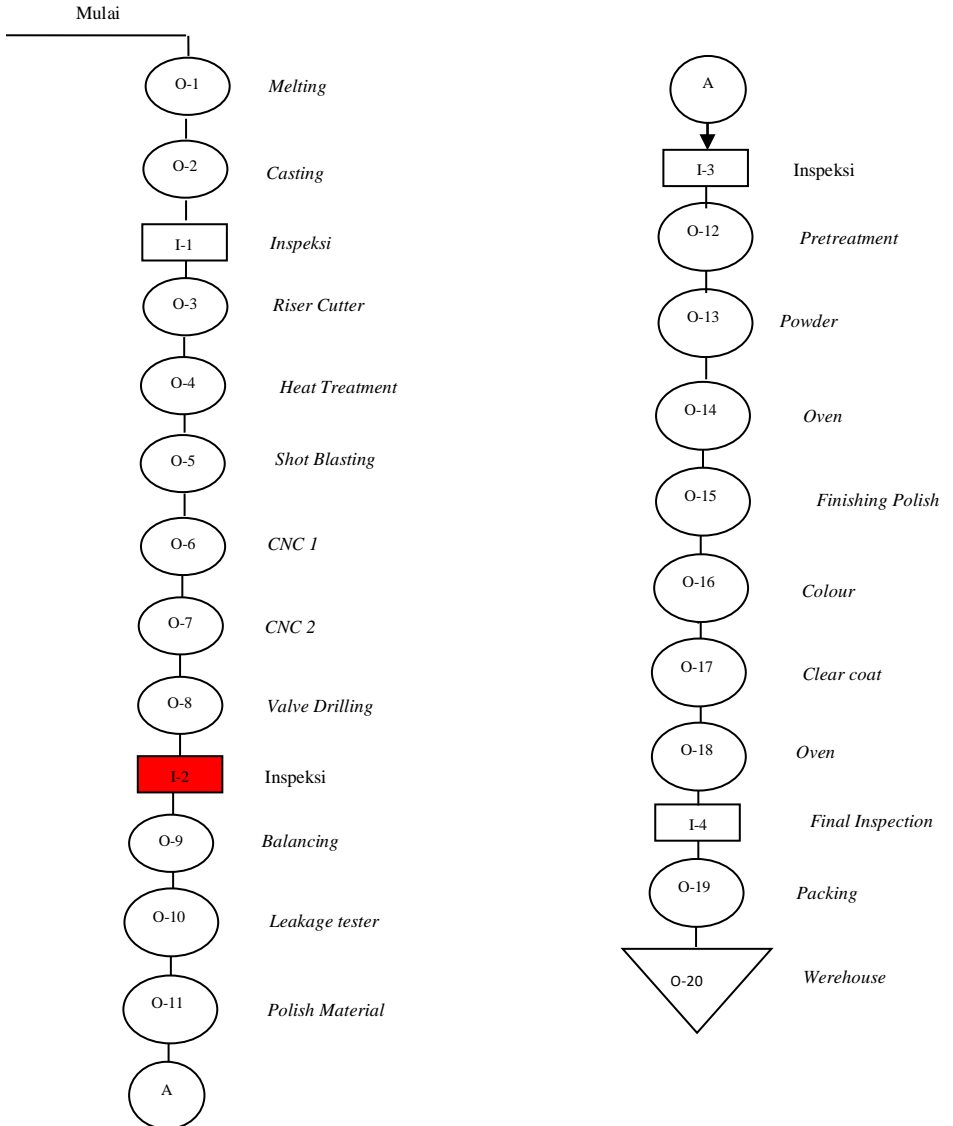 Mulai
O-1 Melting
O-2 Casting
I-1 Inspeksi
O-3 Riser Cutter
O-4 Heat Treatment
O-5 Shot Blasting
O-6 CNC 1
O-7 CNC 2
O-8 Valve Drilling
I-2 Inspeksi
O-9 Balancing
O-10 Leakage tester
O-11 Polish Material
A
A
I-3 Inspeksi
O-12 Pretreatment
O-13 Powder
O-14 Oven
O-15 Finishing Polish
O-16 Colour
O-17 Clear coat
O-18 Oven
I-4 Final Inspection
O-19 Packing
O-20 Werehouse